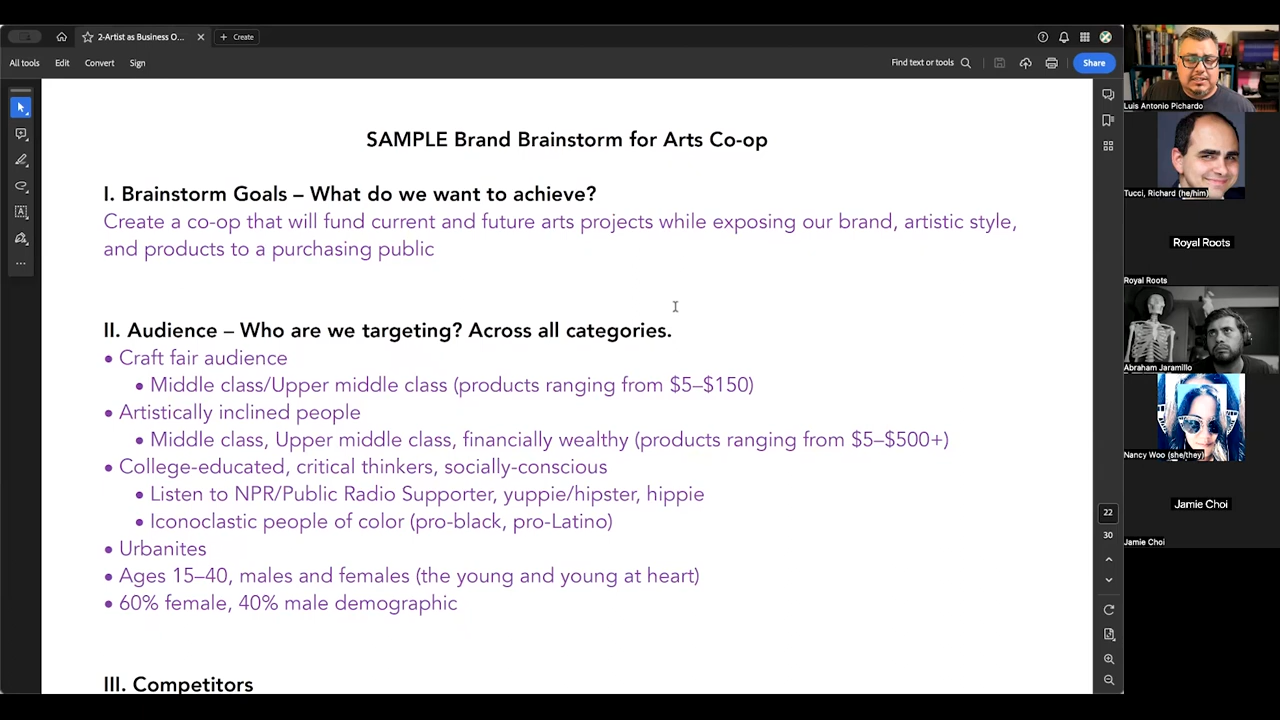 2-Artist as Business O...
Create
All tools
Edit
Convert
Sign
Find text or tools
Share
SAMPLE Brand Brainstorm for Arts Co-op
I. Brainstorm Goals – What do we want to achieve?
Create a co-op that will fund current and future arts projects while exposing our brand, artistic style,
and products to a purchasing public
II. Audience – Who are we targeting? Across all categories.
• Craft fair audience
• Middle class/Upper middle class (products ranging from $5–$150)
• Artistically inclined people
• Middle class, Upper middle class, financially wealthy (products ranging from $5–$500+)
• College-educated, critical thinkers, socially-conscious
• Listen to NPR/Public Radio Supporter, yuppie/hipster, hippie
• Iconoclastic people of color (pro-black, pro-Latino)
• Urbanites
• Ages 15–40, males and females (the young and young at heart)
• 60% female, 40% male demographic
III. Competitors
22
30
Luis Antonio Pichardo
Tucci, Richard (he/him)
Royal Roots
Royal Roots
Abraham Jaramillo
Nancy Woo (she/they)
Jamie Choi
Jamie Choi